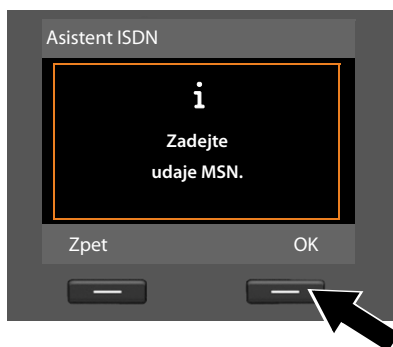 Asistent ISDN
i
Zadejte
udaje MSN.
Zpet OK